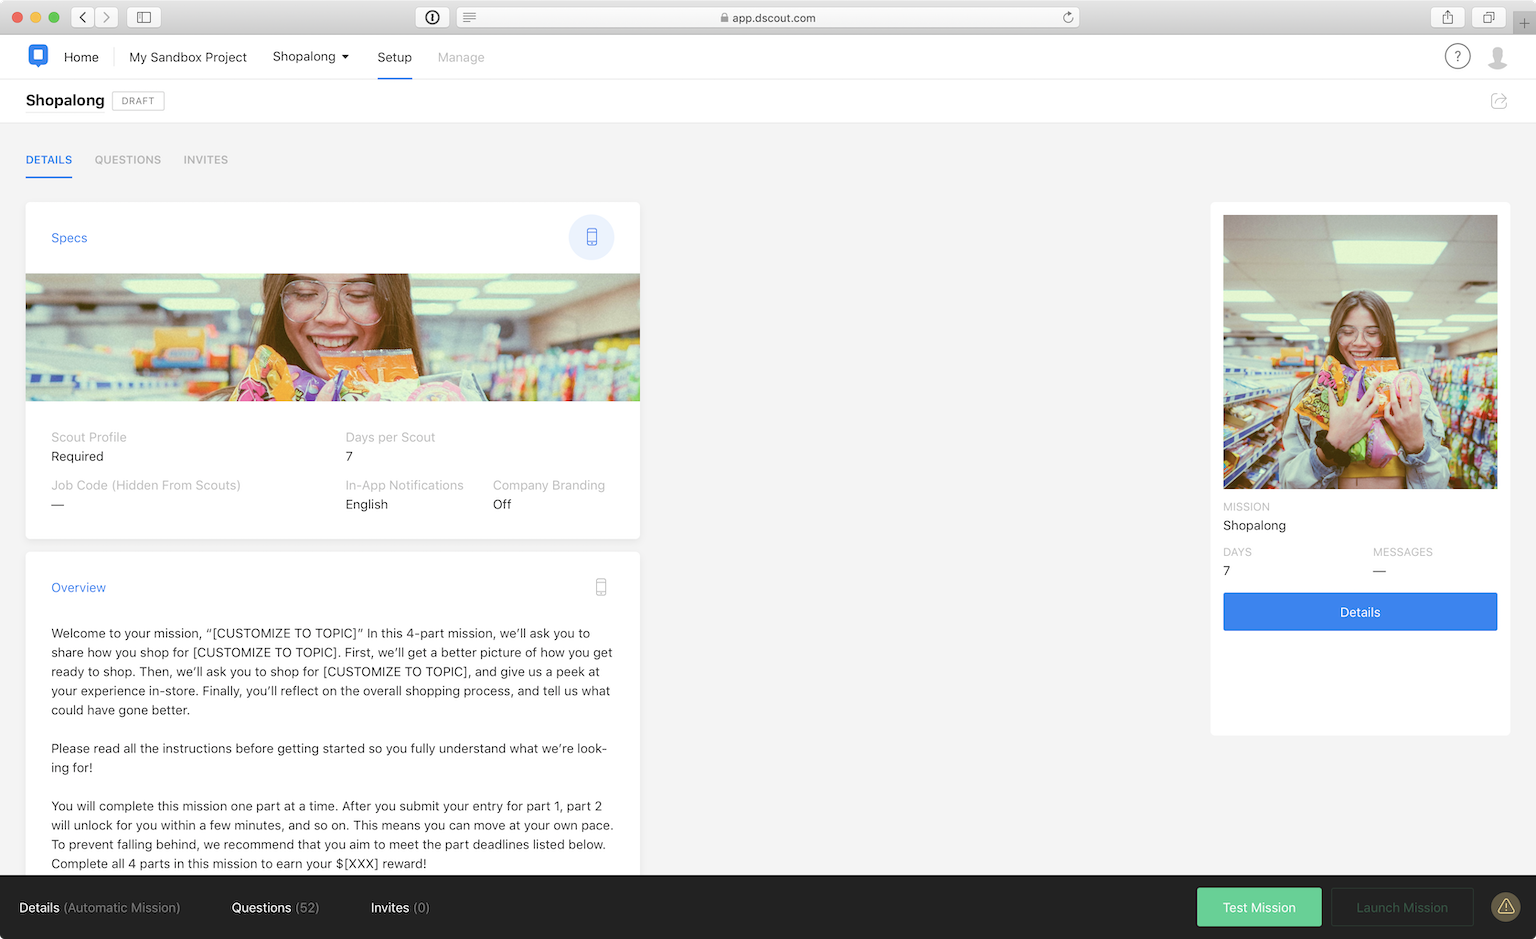 app.dscout.com
Home
My Sandbox Project
Shopalong
Setup
Manage
?
Shopalong
DRAFT
DETAILS
QUESTIONS
INVITES
Specs
Scout Profile
Required
Days per Scout
7
Job Code (Hidden From Scouts)
—
In-App Notifications
English
Company Branding
Off
Overview
Welcome to your mission, “[CUSTOMIZE TO TOPIC]” In this 4-part mission, we’ll ask you to
share how you shop for [CUSTOMIZE TO TOPIC]. First, we’ll get a better picture of how you get
ready to shop. Then, we’ll ask you to shop for [CUSTOMIZE TO TOPIC], and give us a peek at
your experience in-store. Finally, you’ll reflect on the overall shopping process, and tell us what
could have gone better.
Please read all the instructions before getting started so you fully understand what we’re look-
ing for!
You will complete this mission one part at a time. After you submit your entry for part 1, part 2
will unlock for you within a few minutes, and so on. This means you can move at your own pace.
To prevent falling behind, we recommend that you aim to meet the part deadlines listed below.
Complete all 4 parts in this mission to earn your $[XXX] reward!
MISSION
Shopalong
DAYS
7
MESSAGES
—
Details
Details (Automatic Mission)
Questions (52)
Invites (0)
Test Mission
Launch Mission